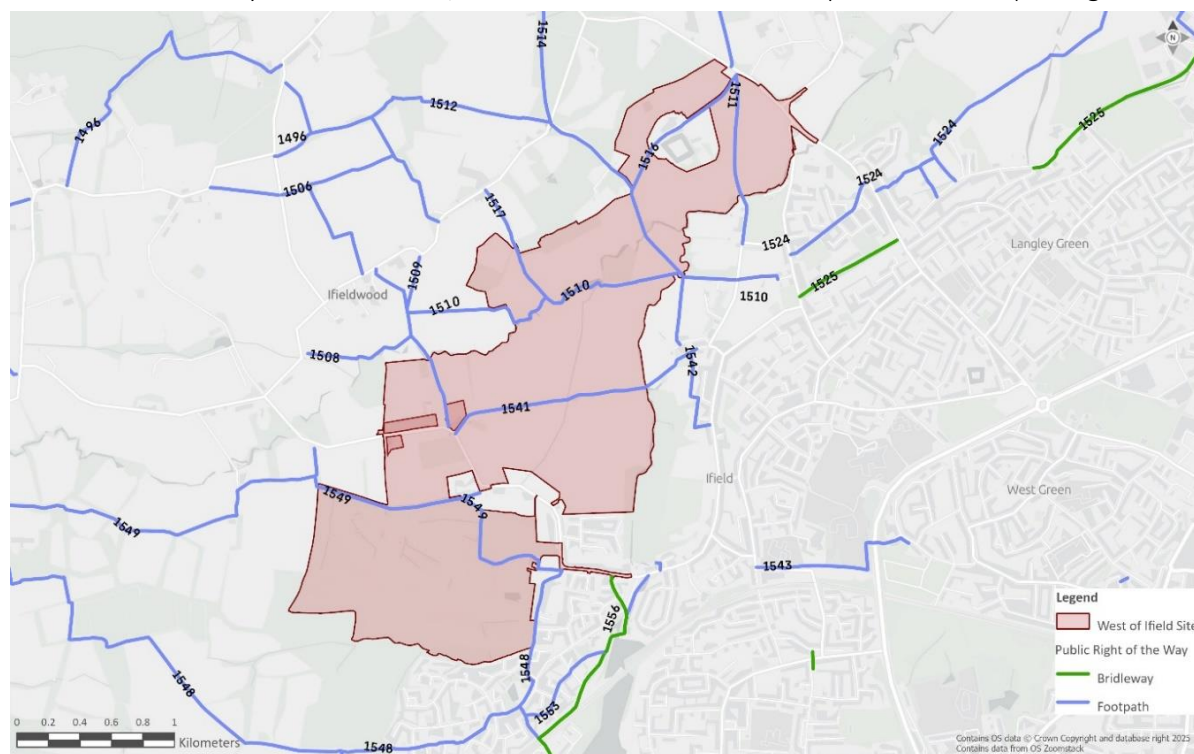 1514
N
1512
1511
1496
1496
1525
1516
1524
1524
1506
1517
1524
Langley Green
1509
Ifieldwood
1510
1510
1525
1510
1508
1542
1541
Ifield
West Green
1549
1549
1549
1543
1556
1548
1548
1553
1548
Legend
West of Ifield Site
Public Right of the Way
Bridleway
Footpath
0 0.2 0.4 0.6 0.8 1
Kilometers
Contains OS data © Crown Copyright and database right 2025
Contains data from OS Zoomstack